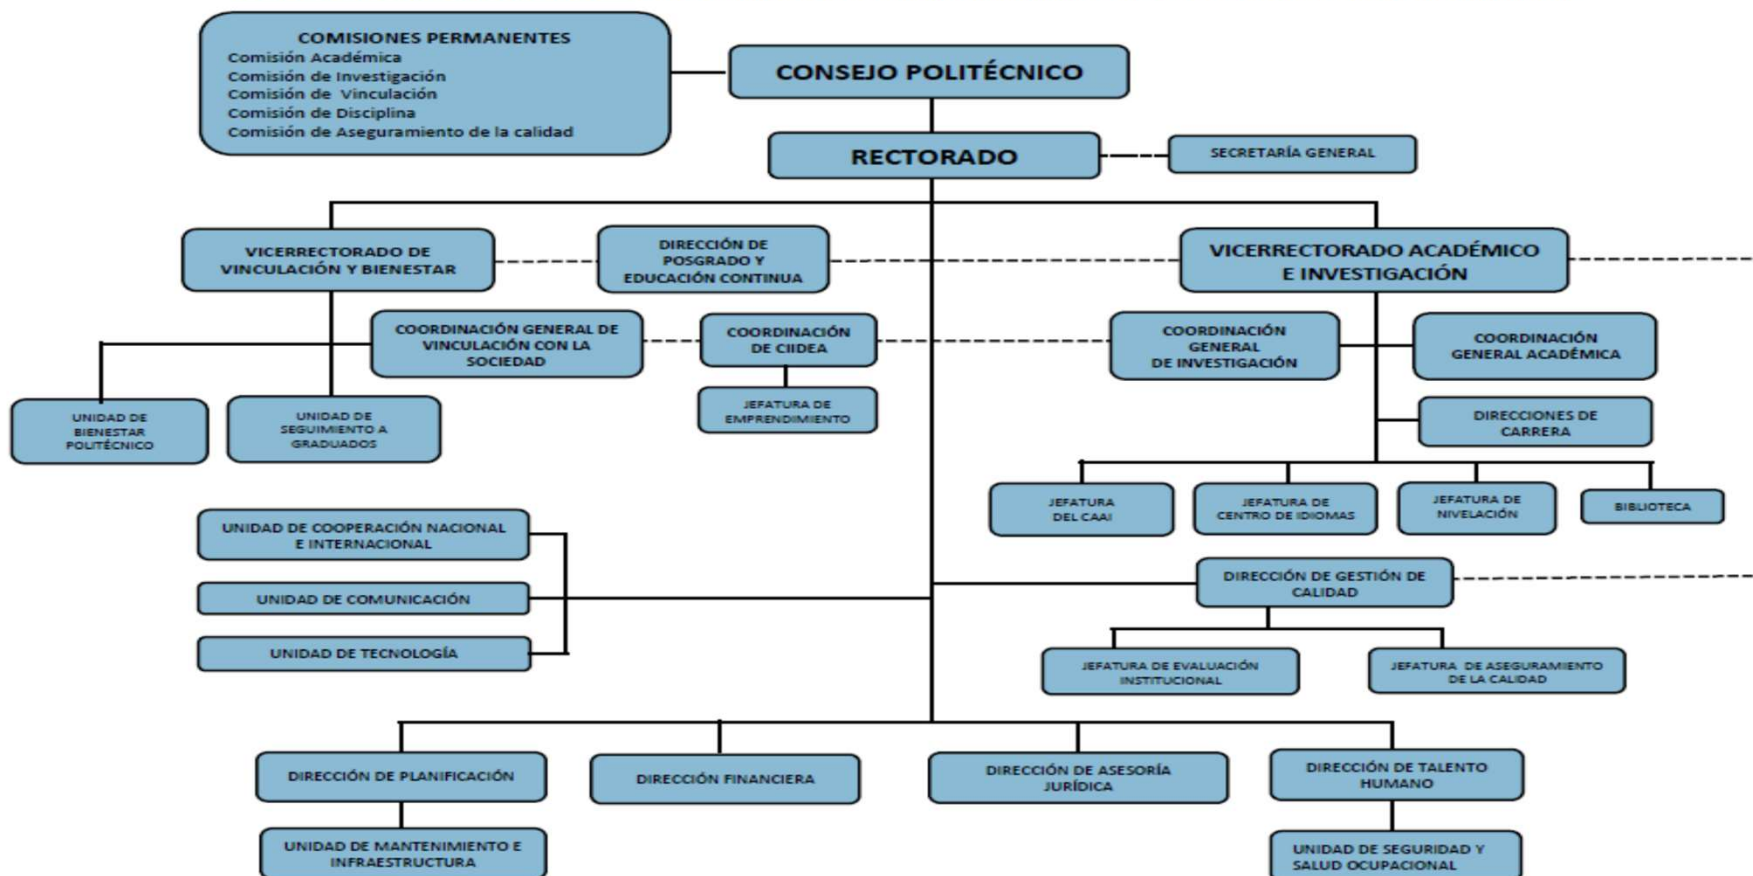 COMISIONES PERMANENTES
Comisión Académica
Comisión de Investigación
Comisión de Vinculación
Comisión de Disciplina
Comisión de Aseguramiento de la calidad
CONSEJO POLITÉCNICO
RECTORADO
SECRETARÍA GENERAL
VICERRECTORADO DE
VINCULACIÓN Y BIENESTAR
DIRECCIÓN DE
POSGRADO Y
EDUCACIÓN CONTINUA
VICERRECTORADO ACADÉMICO
E INVESTIGACIÓN
COORDINACIÓN GENERAL DE
VINCULACIÓN CON LA
SOCIEDAD
COORDINACIÓN
DE CIIDEA
COORDINACIÓN
GENERAL
DE INVESTIGACIÓN
COORDINACIÓN
GENERAL ACADÉMICA
UNIDAD DE
BIENESTAR
POLITÉCNICO
UNIDAD DE
SEGUIMIENTO A
GRADUADOS
JEFATURA DE
EMPRENDIMIENTO
DIRECCIONES DE
CARRERA
JEFATURA
DEL CAAI
JEFATURA DE
CENTRO DE IDIOMAS
JEFATURA DE
NIVELACIÓN
BIBLIOTECA
UNIDAD DE COOPERACIÓN NACIONAL
E INTERNACIONAL
UNIDAD DE COMUNICACIÓN
UNIDAD DE TECNOLOGÍA
DIRECCIÓN DE GESTIÓN DE
CALIDAD
JEFATURA DE EVALUACIÓN
INSTITUCIONAL
JEFATURA DE ASEGURAMIENTO
DE LA CALIDAD
DIRECCIÓN DE PLANIFICACIÓN
DIRECCIÓN FINANCIERA
DIRECCIÓN DE ASESORÍA
JURÍDICA
DIRECCIÓN DE TALENTO
HUMANO
UNIDAD DE MANTENIMIENTO E
INFRAESTRUCTURA
UNIDAD DE SEGURIDAD Y
SALUD OCUPACIONAL